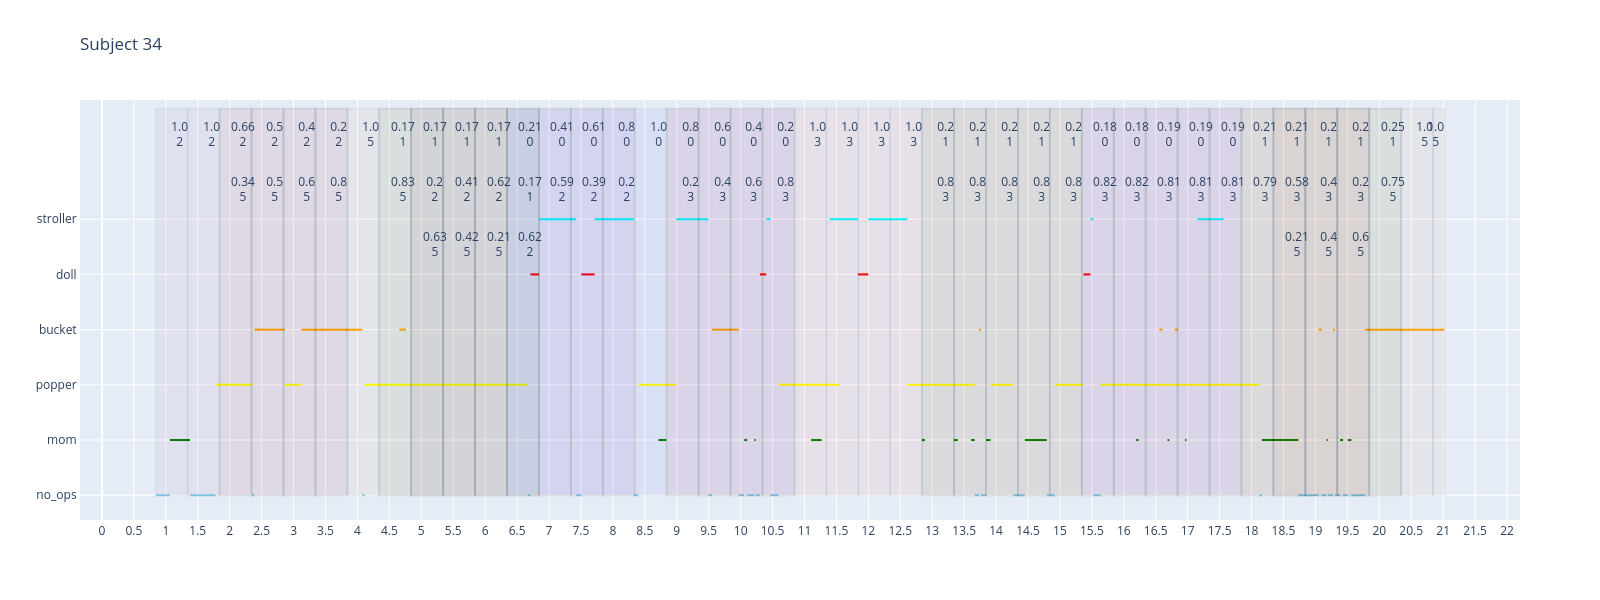 Subject 34
1.0 1.0 0.66 0.5 0.4 0.2 1.0 0.17 0.17 0.17 0.17 0.21 0.41 0.61 0.8 1.0 0.8 0.6 0.4 0.2 1.0 1.0 1.0 1.0 0.2 0.2 0.2 0.2 0.2 0.18 0.18 0.19 0.19 0.19 0.21 0.21 0.2 0.2 0.25 1.0 1.0
2 2 2 2 2 2 5 1 1 1 1 0 0 0 0 0 0 0 0 0 3 3 3 3 1 1 1 1 1 0 0 0 0 0 1 1 1 1 1 5 5
0.34 0.5 0.6 0.8 0.83 0.2 0.41 0.62 0.17 0.59 0.39 0.2 0.2 0.4 0.6 0.8 0.8 0.8 0.8 0.8 0.8 0.82 0.82 0.81 0.81 0.81 0.79 0.58 0.4 0.2 0.75
5 5 5 5 5 2 2 2 1 2 2 2 3 3 3 3 3 3 3 3 3 3 3 3 3 3 3 3 3 3 5
stroller
0.63 0.42 0.21 0.62 0.21 0.4 0.6
5 5 5 2 5 5 5
doll
bucket
popper
mom
no_ops
0 0.5 1 1.5 2 2.5 3 3.5 4 4.5 5 5.5 6 6.5 7 7.5 8 8.5 9 9.5 10 10.5 11 11.5 12 12.5 13 13.5 14 14.5 15 15.5 16 16.5 17 17.5 18 18.5 19 19.5 20 20.5 21 21.5 22